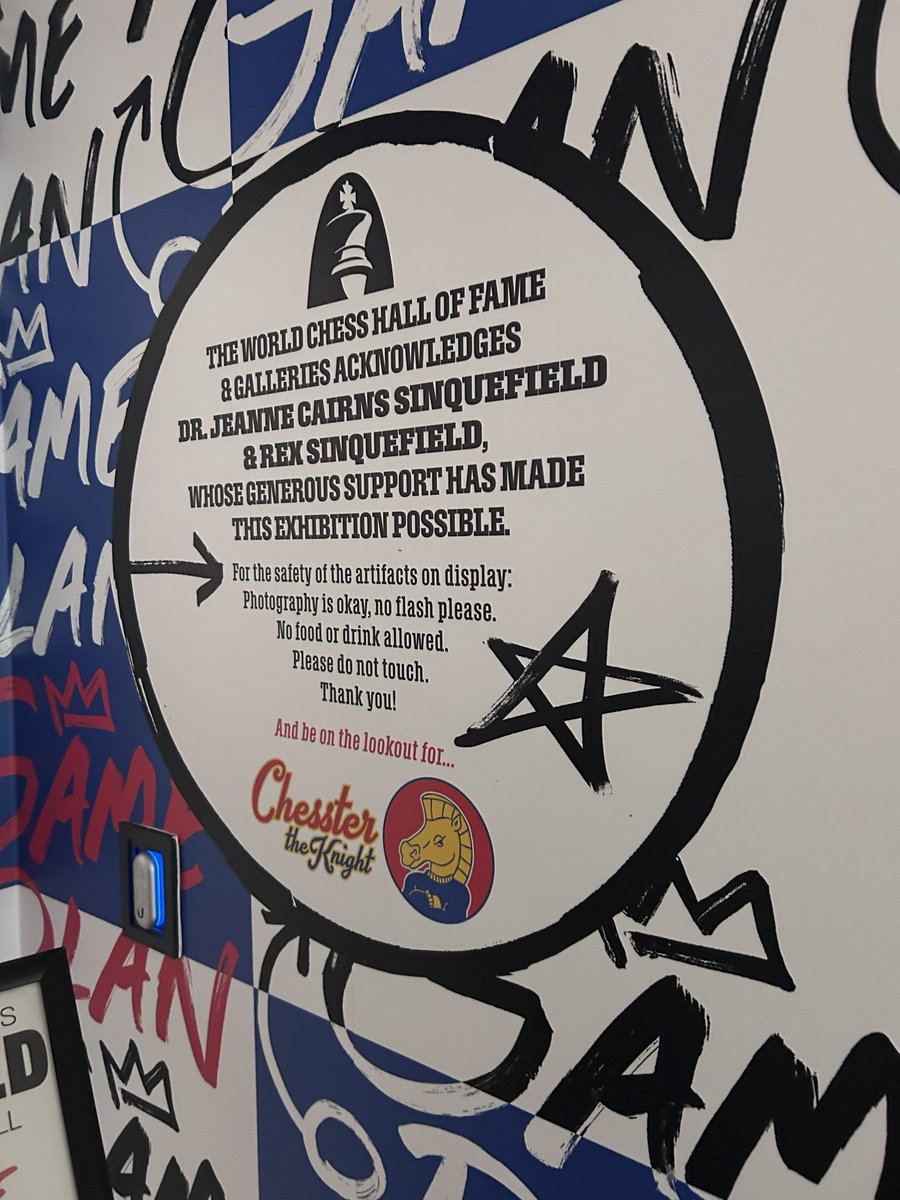 THE WORLD CHESS HALL OF FAME
& GALLERIES ACKNOWLEDGES
DR. JEANNE CAIRNS SINQUEFIELD
& REX SINQUEFIELD,
WHOSE GENEROUS SUPPORT HAS MADE
THIS EXHIBITION POSSIBLE.
For the safety of the artifacts on display:
Photography is okay, no flash please.
No food or drink allowed.
Please do not touch.
Thank you!
And be on the lookout for...
Chesster
the Knight